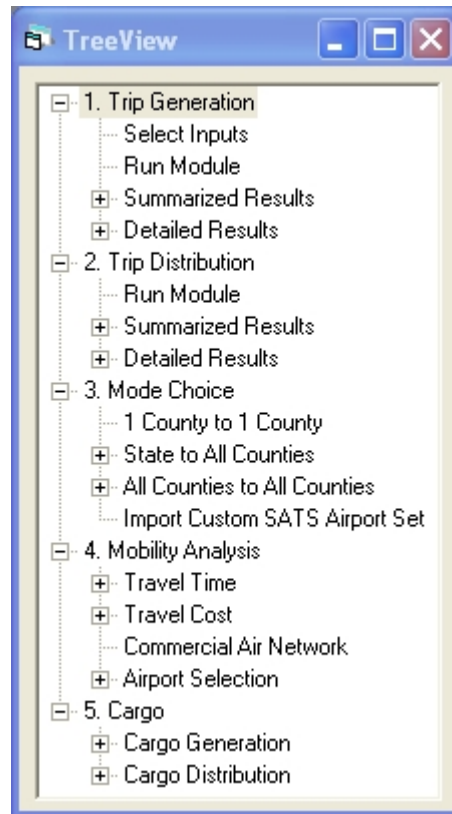 TreeView
1. Trip Generation
Select Inputs
Run Module
Summarized Results
Detailed Results
2. Trip Distribution
Run Module
Summarized Results
Detailed Results
3. Mode Choice
1 County to 1 County
State to All Counties
All Counties to All Counties
Import Custom SATS Airport Set
4. Mobility Analysis
Travel Time
Travel Cost
Commercial Air Network
Airport Selection
5. Cargo
Cargo Generation
Cargo Distribution